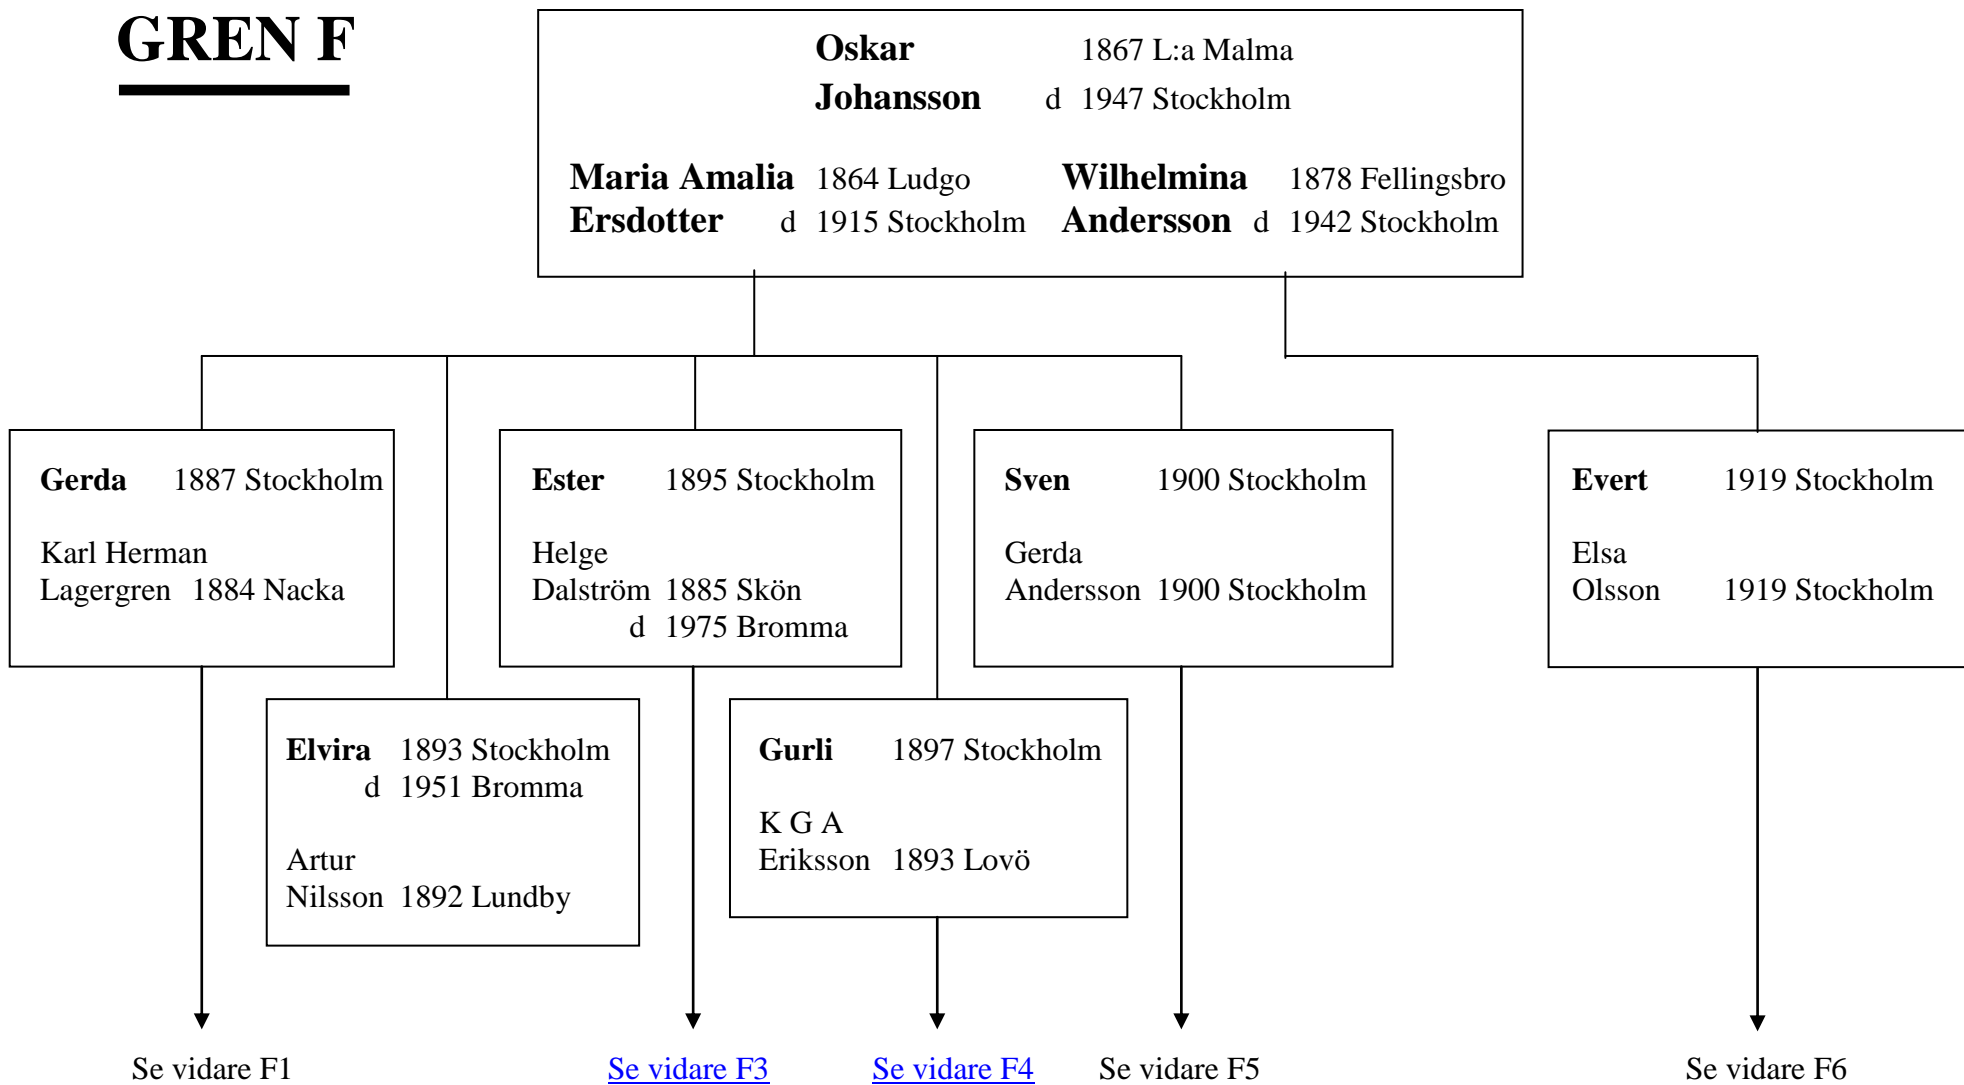 GREN F
Oskar 1867 L:a Malma
Johansson d 1947 Stockholm
Maria Amalia 1864 Ludgo Wilhelmina 1878 Fellingsbro
Ersdotter d 1915 Stockholm Andersson d 1942 Stockholm
Gerda 1887 Stockholm
Karl Herman
Lagergren 1884 Nacka
Ester 1895 Stockholm
Helge
Dalström 1885 Skön
d 1975 Bromma
Sven 1900 Stockholm
Gerda
Andersson 1900 Stockholm
Evert 1919 Stockholm
Elsa
Olsson 1919 Stockholm
Elvira 1893 Stockholm
d 1951 Bromma
Artur
Nilsson 1892 Lundby
Gurli 1897 Stockholm
K G A
Eriksson 1893 Lovö
Se vidare F1 Se vidare F3 Se vidare F4 Se vidare F5 Se vidare F6